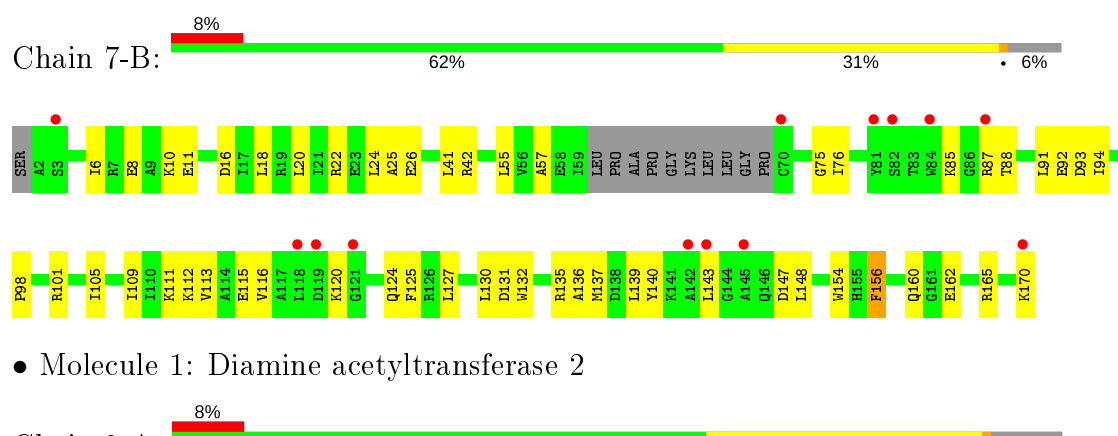 8%
Chain 7-B:
62% 31% • 6%
SER A2 S3 I6 R7 E8 A9 K10 E11 D16 I17 L18 R19 L20 I21 R22 E23 L24 A25 E26 L41 R42 L55 V56 A57 E58 I59 LEU PRO ALA PRO GLY LYS LEU LEU GLY PRO C70 G75 I76 Y81 S82 T83 W84 K85 G86 R87 T88 L91 E92 D93 I94
P98 R101 I105 I109 I110 K111 K112 V113 A114 E115 V116 A117 L118 D119 K120 G121 Q124 F125 R126 L127 L130 D131 W132 R135 A136 M137 D138 L139 Y140 K141 A142 L143 G144 A145 Q146 D147 L148 W154 H155 F156 Q160 G161 E162 R165 K170
• Molecule 1: Diamine acetyltransferase 2
8%